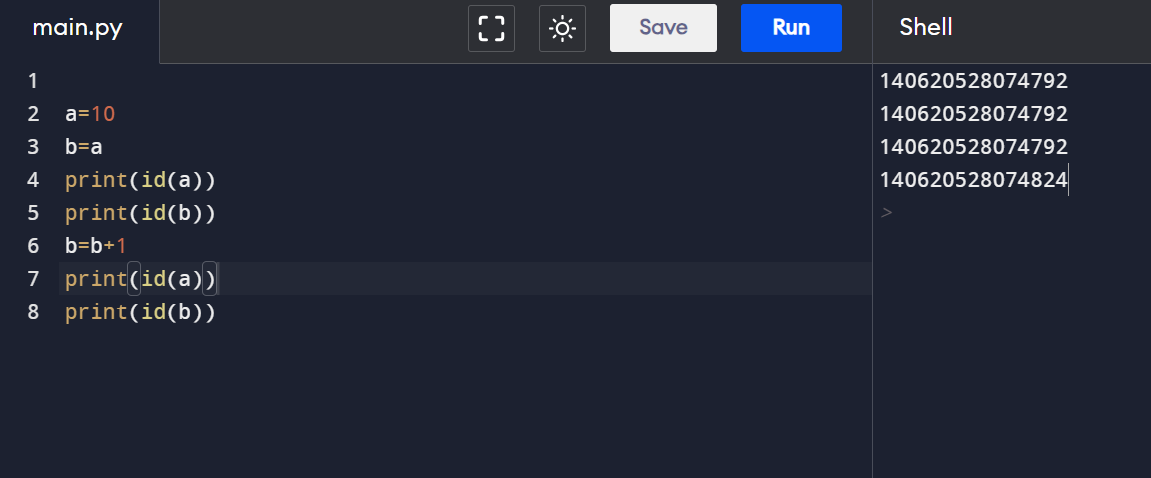 main.py
Save
Run
Shell
1
2 a=10
3 b=a
4 print(id(a))
5 print(id(b))
6 b=b+1
7 print(id(a))
8 print(id(b))
140620528074792
140620528074792
140620528074792
140620528074824
>